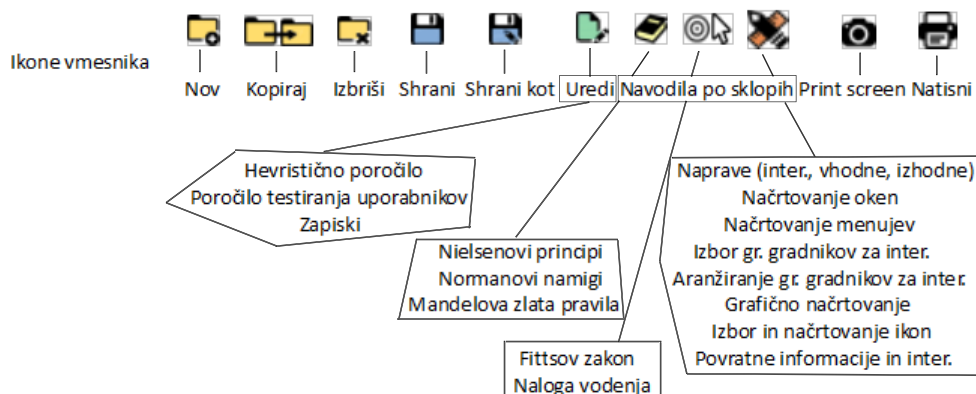 Ikone vmesnika
Nov Kopiraj Izbriši Shrani Shrani kot Uredi Navodila po sklopih Print screen Natisni
Hevristično poročilo
Poročilo testiranja uporabnikov
Zapiski
Nielsenovi principi
Normanovi namigi
Mandelova zlata pravila
Fittsov zakon
Naloga vodenja
Naprave (inter., vhodne, izhodne)
Načrtovanje oken
Načrtovanje menujev
Izbor gr. gradnikov za inter.
Aranžiranje gr. gradnikov za inter.
Grafično načrtovanje
Izbor in načrtovanje ikon
Povratne informacije in inter.